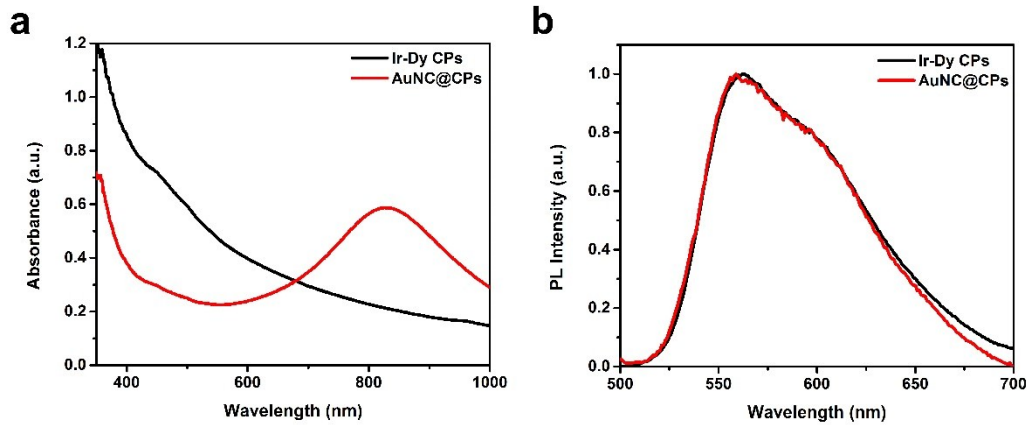 a
1.2
1.0
0.8
0.6
0.4
0.2
0.0
400
600
800
1000
Absorbance (a.u.)
Wavelength (nm)
Ir-Dy CPs
AuNC@CPs
b
1.0
0.8
0.6
0.4
0.2
0.0
500
550
600
650
700
PL Intensity (a.u.)
Wavelength (nm)
Ir-Dy CPs
AuNC@CPs